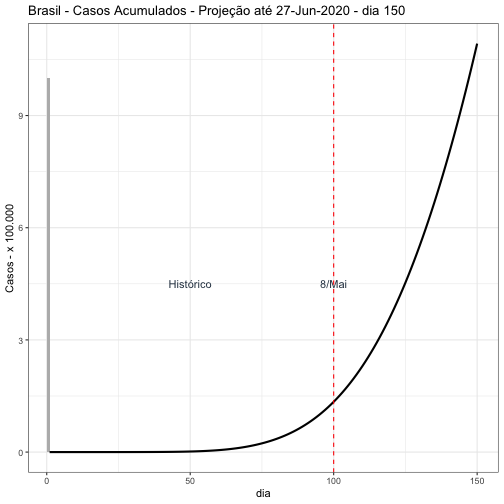 Brasil - Casos Acumulados - Projeção até 27-Jun-2020 - dia 150
9
6
Casos - x 100.000
Histórico
8/Mai
3
0
0
50
100
150
dia